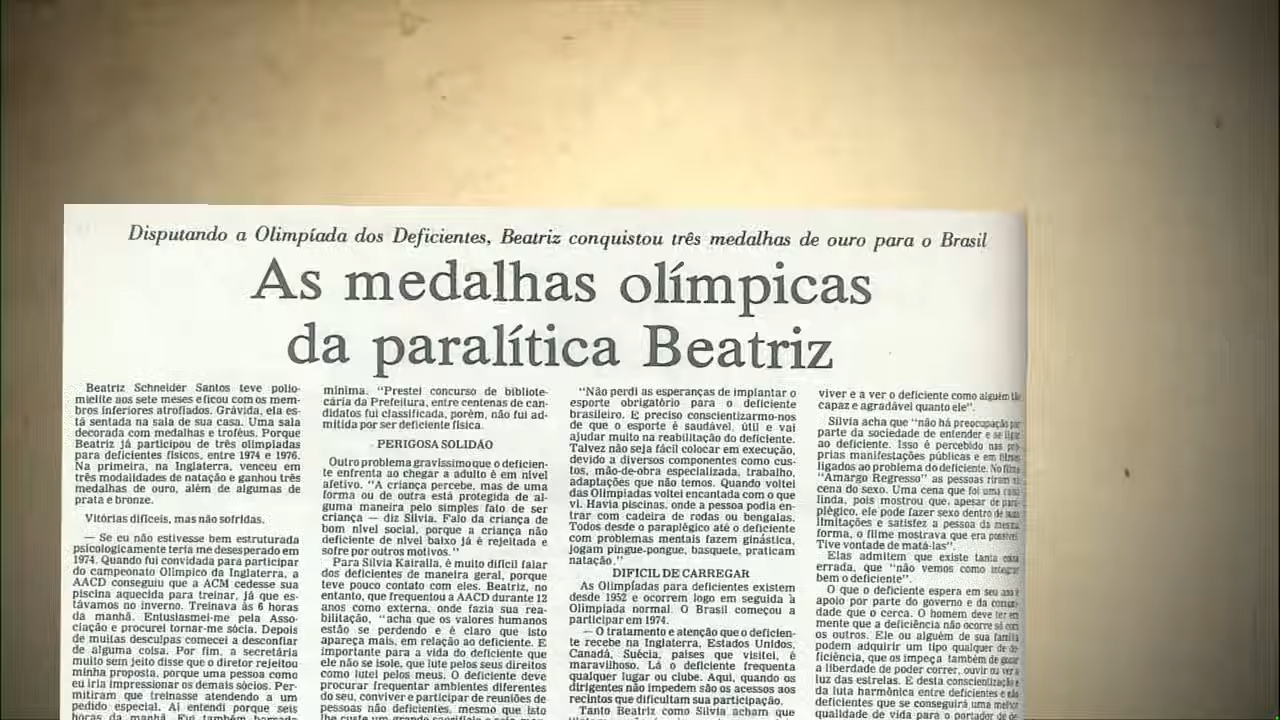 Disputando a Olimpíada dos Deficientes, Beatriz conquistou três medalhas de ouro para o Brasil
As medalhas olímpicas
da paralítica Beatriz
Beatriz Schneider Santos teve polio-
mielite aos sete meses e ficou com os mem-
bros inferiores atrofiados. Grávida, ela es-
tá sentada na sala de sua casa. Uma sala
decorada com medalhas e troféus. Porque
Beatriz já participou de três olimpíadas
para deficientes físicos, entre 1974 e 1976.
Na primeira, na Inglaterra, venceu em
três modalidades de natação e ganhou três
medalhas de ouro, além de algumas de
prata e bronze.
Vitórias difíceis, mas não sofridas.
— Se eu não estivesse bem estruturada
psicologicamente teria me desesperado em
1974. Quando fui convidada para participar
do campeonato Olímpico da Inglaterra, a
AACD conseguiu que a ACM cedesse sua
piscina aquecida para treinar, já que es-
távamos no inverno. Treinava às 6 horas
da manhã. Entusiasmei-me pela Asso-
ciação e procurei tornar-me sócia. Depois
de muitas desculpas comecei a desconfiar
de alguma coisa. Por fim, a secretária
muito sem jeito disse que o diretor rejeitou
minha proposta, porque uma pessoa como
eu iria impressionar os demais sócios. Per-
mitiram que treinasse atendendo a um
pedido especial. Aí entendi porque seis
horas da manhã. Fui também
mínima. "Prestei concurso de bibliote-
cária da Prefeitura, entre centenas de can-
didatos fui classificada, porém, não fui ad-
mitida por ser deficiente física.
PERIGOSA SOLIDÃO
Outro problema gravíssimo que o deficien-
te enfrenta ao chegar a adulto é em nível
afetivo. "A criança percebe, mas de uma
forma ou de outra está protegida de al-
guma maneira pelo simples fato de ser
criança — diz Silvia. Falo da criança de
bom nível social, porque a criança não
deficiente de nível baixo já é rejeitada e
sofre por outros motivos."
Para Silvia Kairalla, é muito difícil falar
dos deficientes de maneira geral, porque
teve pouco contato com eles. Beatriz, no
entanto, que frequentou a AACD durante 12
anos como externa, onde fazia sua rea-
bilitação, "acha que os valores humanos
estão se perdendo e é claro que isto
apareça mais, em relação ao deficiente. E
importante para a vida do deficiente que
ele não se isole, que lute pelos seus direitos
como lutei pelos meus. O deficiente deve
procurar frequentar ambientes diferentes
do seu, conviver e participar de reuniões de
pessoas não deficientes, mesmo que isto
lhe custe um grande
"Não perdi as esperanças de implantar o
esporte obrigatório para o deficiente
brasileiro. E preciso conscientizarmo-nos
de que o esporte é saudável, útil e vai
ajudar muito na reabilitação do deficiente.
Talvez não seja fácil colocar em execução,
devido a diversos componentes como cus-
tos, mão-de-obra especializada, trabalho,
adaptações que não temos. Quando voltei
das Olimpíadas voltei encantada com o que
vi. Havia piscinas, onde a pessoa podia en-
trar com cadeira de rodas ou bengalas.
Todos desde o paraplégico até o deficiente
com problemas mentais fazem ginástica,
jogam pingue-pongue, basquete, praticam
natação."
DIFICIL DE CARREGAR
As Olimpíadas para deficientes existem
desde 1952 e ocorrem logo em seguida à
Olimpíada normal. O Brasil começou a
participar em 1974.
— O tratamento e atenção que o deficien-
te recebe na Inglaterra, Estados Unidos,
Canadá, Suécia, países que visitei, é
maravilhoso. Lá o deficiente frequenta
qualquer lugar ou clube. Aqui, quando os
dirigentes não impedem são os acessos aos
recintos que dificultam sua participação.
Tanto Beatriz como Silvia acham que
viver e a ver o deficiente como alguém tão
capaz e agradável quanto ele".
Silvia acha que "não há preocupação por
parte da sociedade de entender e se ligar
ao deficiente. Isso é percebido nas pró-
prias manifestações públicas e em filmes
ligados ao problema do deficiente. No filme
"Amargo Regresso" as pessoas riram na
cena do sexo. Uma cena que foi uma coisa
linda, pois mostrou que, apesar de para-
plégico, ele pode fazer sexo dentro de suas
limitações e satisfez a pessoa da mesma
forma, o filme mostrava que era possível.
Tive vontade de matá-las".
Elas admitem que existe tanta coisa
errada, que "não vemos como integrar
bem o deficiente".
O que o deficiente espera em seu
apoio por parte do governo e da comuni-
dade que o cerca. O homem deve ter em
mente que a deficiência não ocorre só com
os outros. Ele ou alguém de sua família
podem adquirir um tipo qualquer de de-
ficiência, que os impeça também de gozar
a liberdade de poder correr, ouvir ou ver a
luz das estrelas. E desta conscientização e
da luta harmônica entre deficientes e não
deficientes que se conseguirá uma melhor
qualidade de vida para o portador de de-